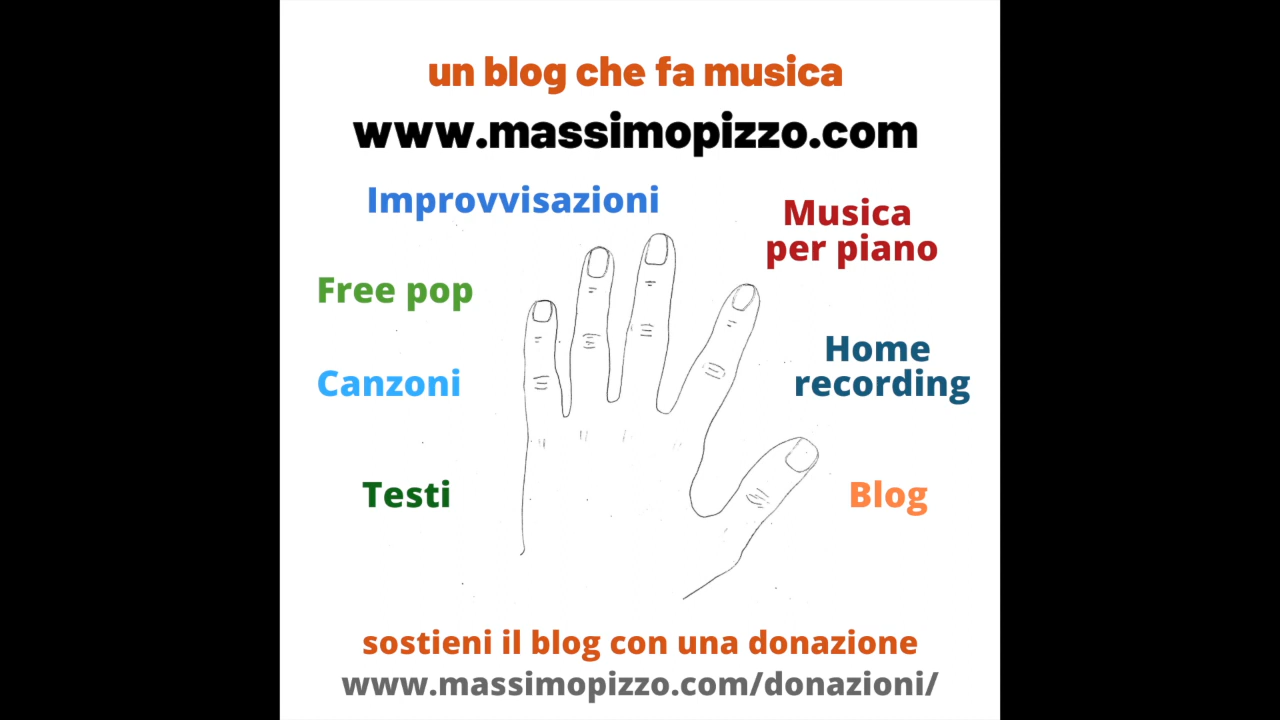 un blog che fa musica
www.massimopizzo.com
Improvvisazioni
Musica
per piano
Free pop
Home
recording
Canzoni
Testi
Blog
sostieni il blog con una donazione
www.massimopizzo.com/donazioni/